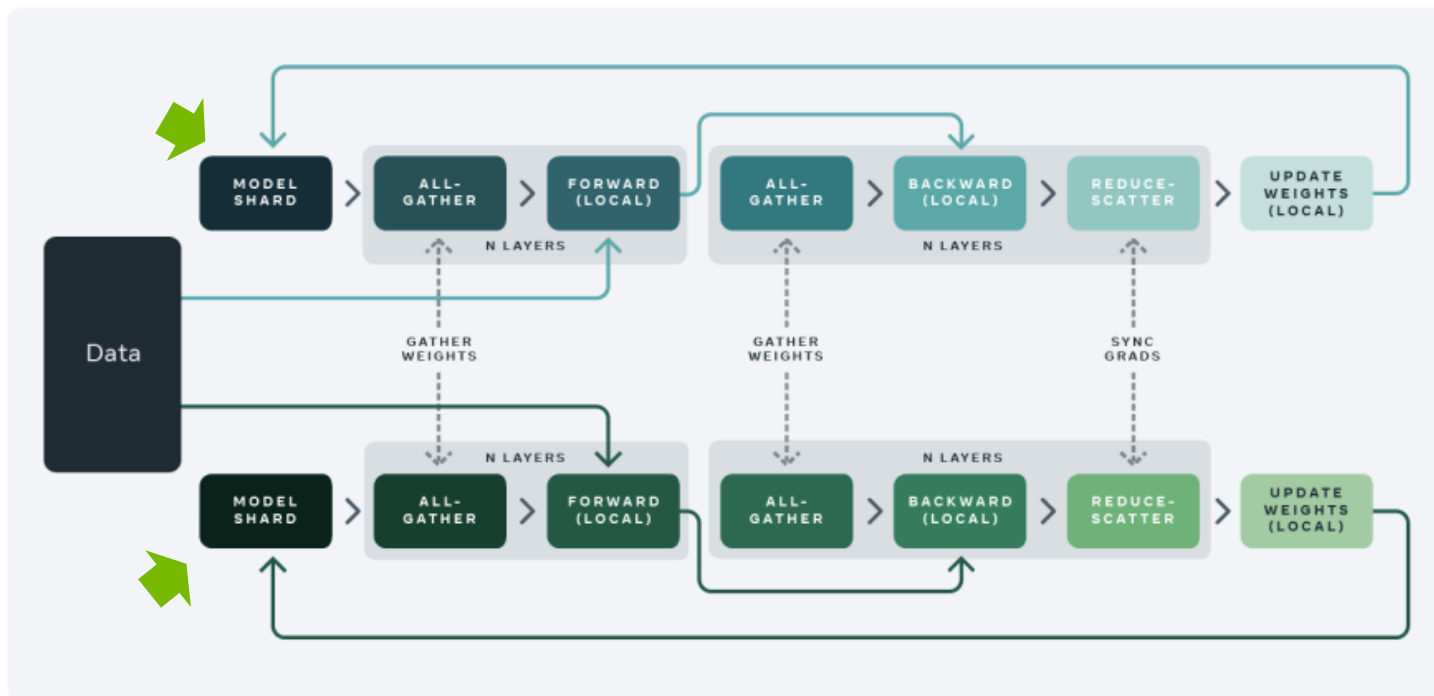 MODEL
SHARD
ALL-
GATHER
FORWARD
(LOCAL)
N LAYERS
ALL-
GATHER
BACKWARD
(LOCAL)
REDUCE-
SCATTER
N LAYERS
UPDATE
WEIGHTS
(LOCAL)
Data
GATHER
WEIGHTS
GATHER
WEIGHTS
SYNC
GRADS
MODEL
SHARD
N LAYERS
ALL-
GATHER
FORWARD
(LOCAL)
N LAYERS
ALL-
GATHER
BACKWARD
(LOCAL)
REDUCE-
SCATTER
UPDATE
WEIGHTS
(LOCAL)